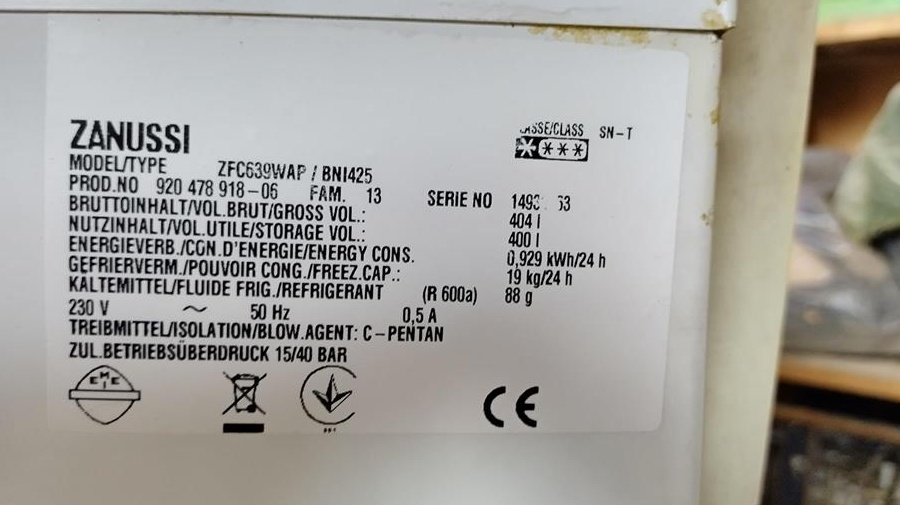 ZANUSSI
CLASSE/CLASS SN-T
MODEL/TYPE ZFC639WAP / BNI425
PROD.NO 920 478 918-06 FAM. 13 SERIE NO
BRUTTOINHALT/VOL.BRUT/GROSS VOL.: 404 l
NUTZINHALT/VOL.UTILE/STORAGE VOL.: 400 l
ENERGIEVERB./CON.D'ENERGIE/ENERGY CONS. 0,929 kWh/24 h
GEFRIERVERM./POUVOIR CONG./FREEZ.CAP.: 19 kg/24 h
KÄLTEMITTEL/FLUIDE FRIG./REFRIGERANT (R 600a) 88 g
230 V ~ 50 Hz 0,5 A
TREIBMITTEL/ISOLATION/BLOW.AGENT: C-PENTAN
ZUL.BETRIEBSÜBERDRUCK 15/40 BAR
CE